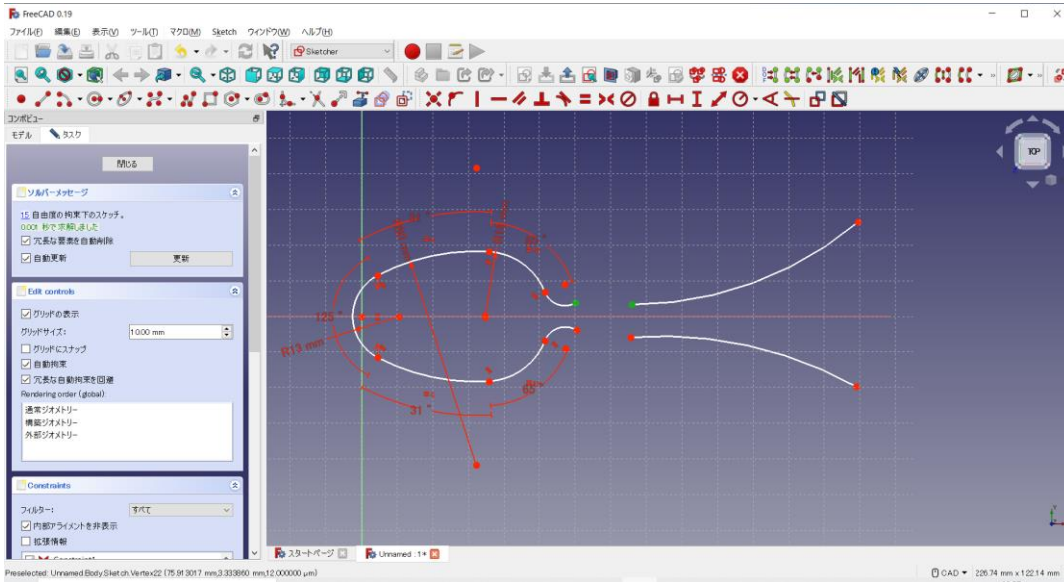 FreeCAD 0.19
ファイル(F) 編集(E) 表示(V) ツール(T) マクロ(M) Sketch ウィンドウ(W) ヘルプ(H)
Sketcher
コンボビュー
モデル タスク
閉じる
ソルバーメッセージ
15 自由度の拘束下のスケッチ。
0.001 秒で求解しました
冗長な要素を自動削除
自動更新 更新
Edit controls
グリッドの表示
グリッドサイズ: 10.00 mm
グリッドにスナップ
自動拘束
冗長な自動拘束を回避
Rendering order (global)
通常ジオメトリー
構築ジオメトリー
外部ジオメトリー
Constraints
フィルター: すべて
内部アライメントを非表示
拡張情報
TOP
125 °
R13 mm
31 °
65 °
スタートページ
Unnamed : 1*
Preselected: Unnamed.Body.Sketch.Vertex22 (75.913017 mm,3.333860 mm,12.000000 µm)
CAD 226.74 mm x 122.14 mm